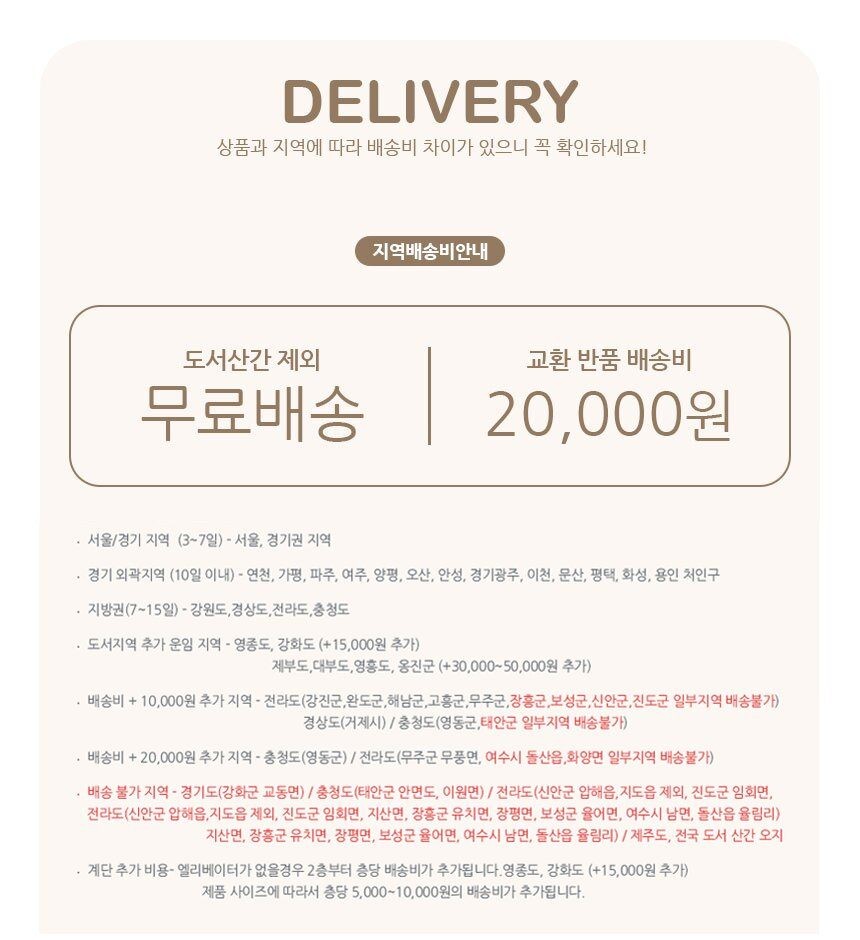 DELIVERY
상품과 지역에 따라 배송비 차이가 있으니 꼭 확인하세요!
지역배송비안내
도서산간 제외
무료배송
교환 반품 배송비
20,000원
· 서울/경기 지역 (3~7일) - 서울, 경기권 지역
· 경기 외곽지역 (10일 이내) - 연천, 가평, 파주, 여주, 양평, 오산, 안성, 경기광주, 이천, 문산, 평택, 화성, 용인 처인구
· 지방권(7~15일) - 강원도,경상도,전라도,충청도
· 도서지역 추가 운임 지역 - 영종도, 강화도 (+15,000원 추가)
제부도,대부도,영흥도, 옹진군 (+30,000~50,000원 추가)
· 배송비 + 10,000원 추가 지역 - 전라도(강진군,완도군,해남군,고흥군,무주군,장흥군,보성군,신안군,진도군 일부지역 배송불가)
경상도(거제시) / 충청도(영동군,태안군 일부지역 배송불가)
· 배송비 + 20,000원 추가 지역 - 충청도(영동군) / 전라도(무주군 무풍면, 여수시 돌산읍,화양면 일부지역 배송불가)
· 배송 불가 지역 - 경기도(강화군 교동면) / 충청도(태안군 안면도, 이원면) / 전라도(신안군 압해읍,지도읍 제외, 진도군 임회면,
전라도(신안군 압해읍,지도읍 제외, 진도군 임회면, 지산면, 장흥군 유치면, 장평면, 보성군 율어면, 여수시 남면, 돌산읍 율림리)
지산면, 장흥군 유치면, 장평면, 보성군 율어면, 여수시 남면, 돌산읍 율림리) / 제주도, 전국 도서 산간 오지
· 계단 추가 비용- 엘리베이터가 없을경우 2층부터 층당 배송비가 추가됩니다.영종도, 강화도 (+15,000원 추가)
제품 사이즈에 따라서 층당 5,000~10,000원의 배송비가 추가됩니다.